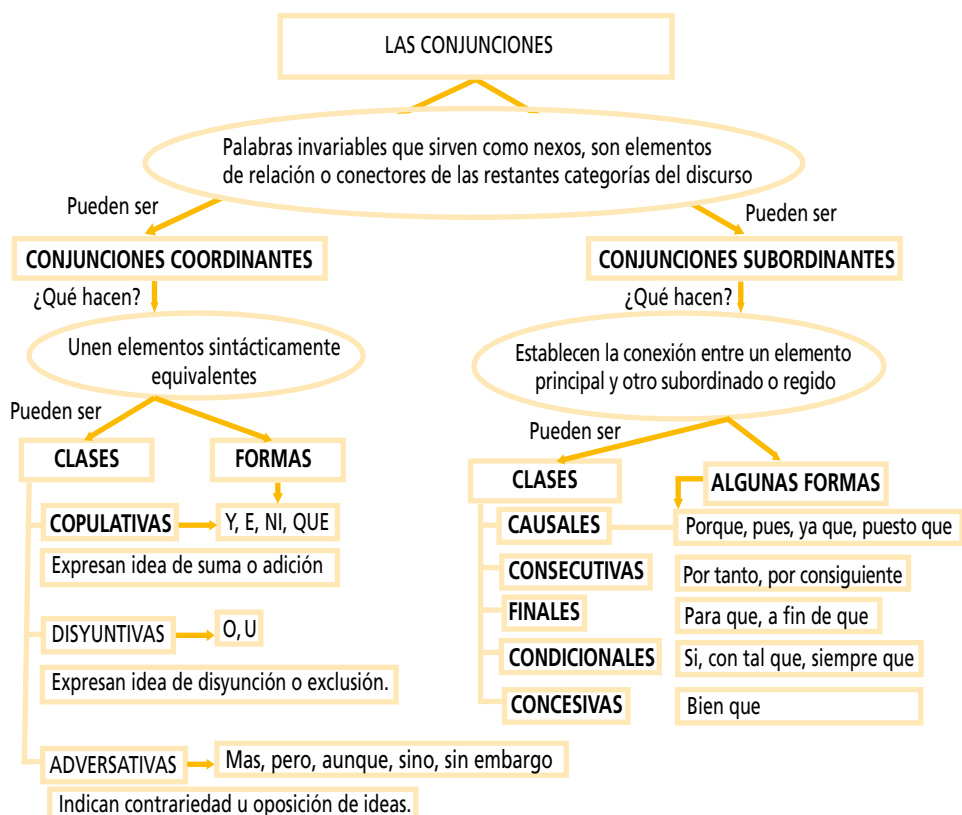 LAS CONJUNCIONES
Palabras invariables que sirven como nexos, son elementos
de relación o conectores de las restantes categorías del discurso
Pueden ser
CONJUNCIONES COORDINANTES
¿Qué hacen?
Unen elementos sintácticamente
equivalentes
Pueden ser
CLASES
FORMAS
COPULATIVAS
Y, E, NI, QUE
Expresan idea de suma o adición
DISYUNTIVAS
O, U
Expresan idea de disyunción o exclusión.
ADVERSATIVAS
Mas, pero, aunque, sino, sin embargo
Indican contrariedad u oposición de ideas.
Pueden ser
CONJUNCIONES SUBORDINANTES
¿Qué hacen?
Establecen la conexión entre un elemento
principal y otro subordinado o regido
Pueden ser
CLASES
ALGUNAS FORMAS
CAUSALES
Porque, pues, ya que, puesto que
CONSECUTIVAS
Por tanto, por consiguiente
FINALES
Para que, a fin de que
CONDICIONALES
Si, con tal que, siempre que
CONCESIVAS
Bien que